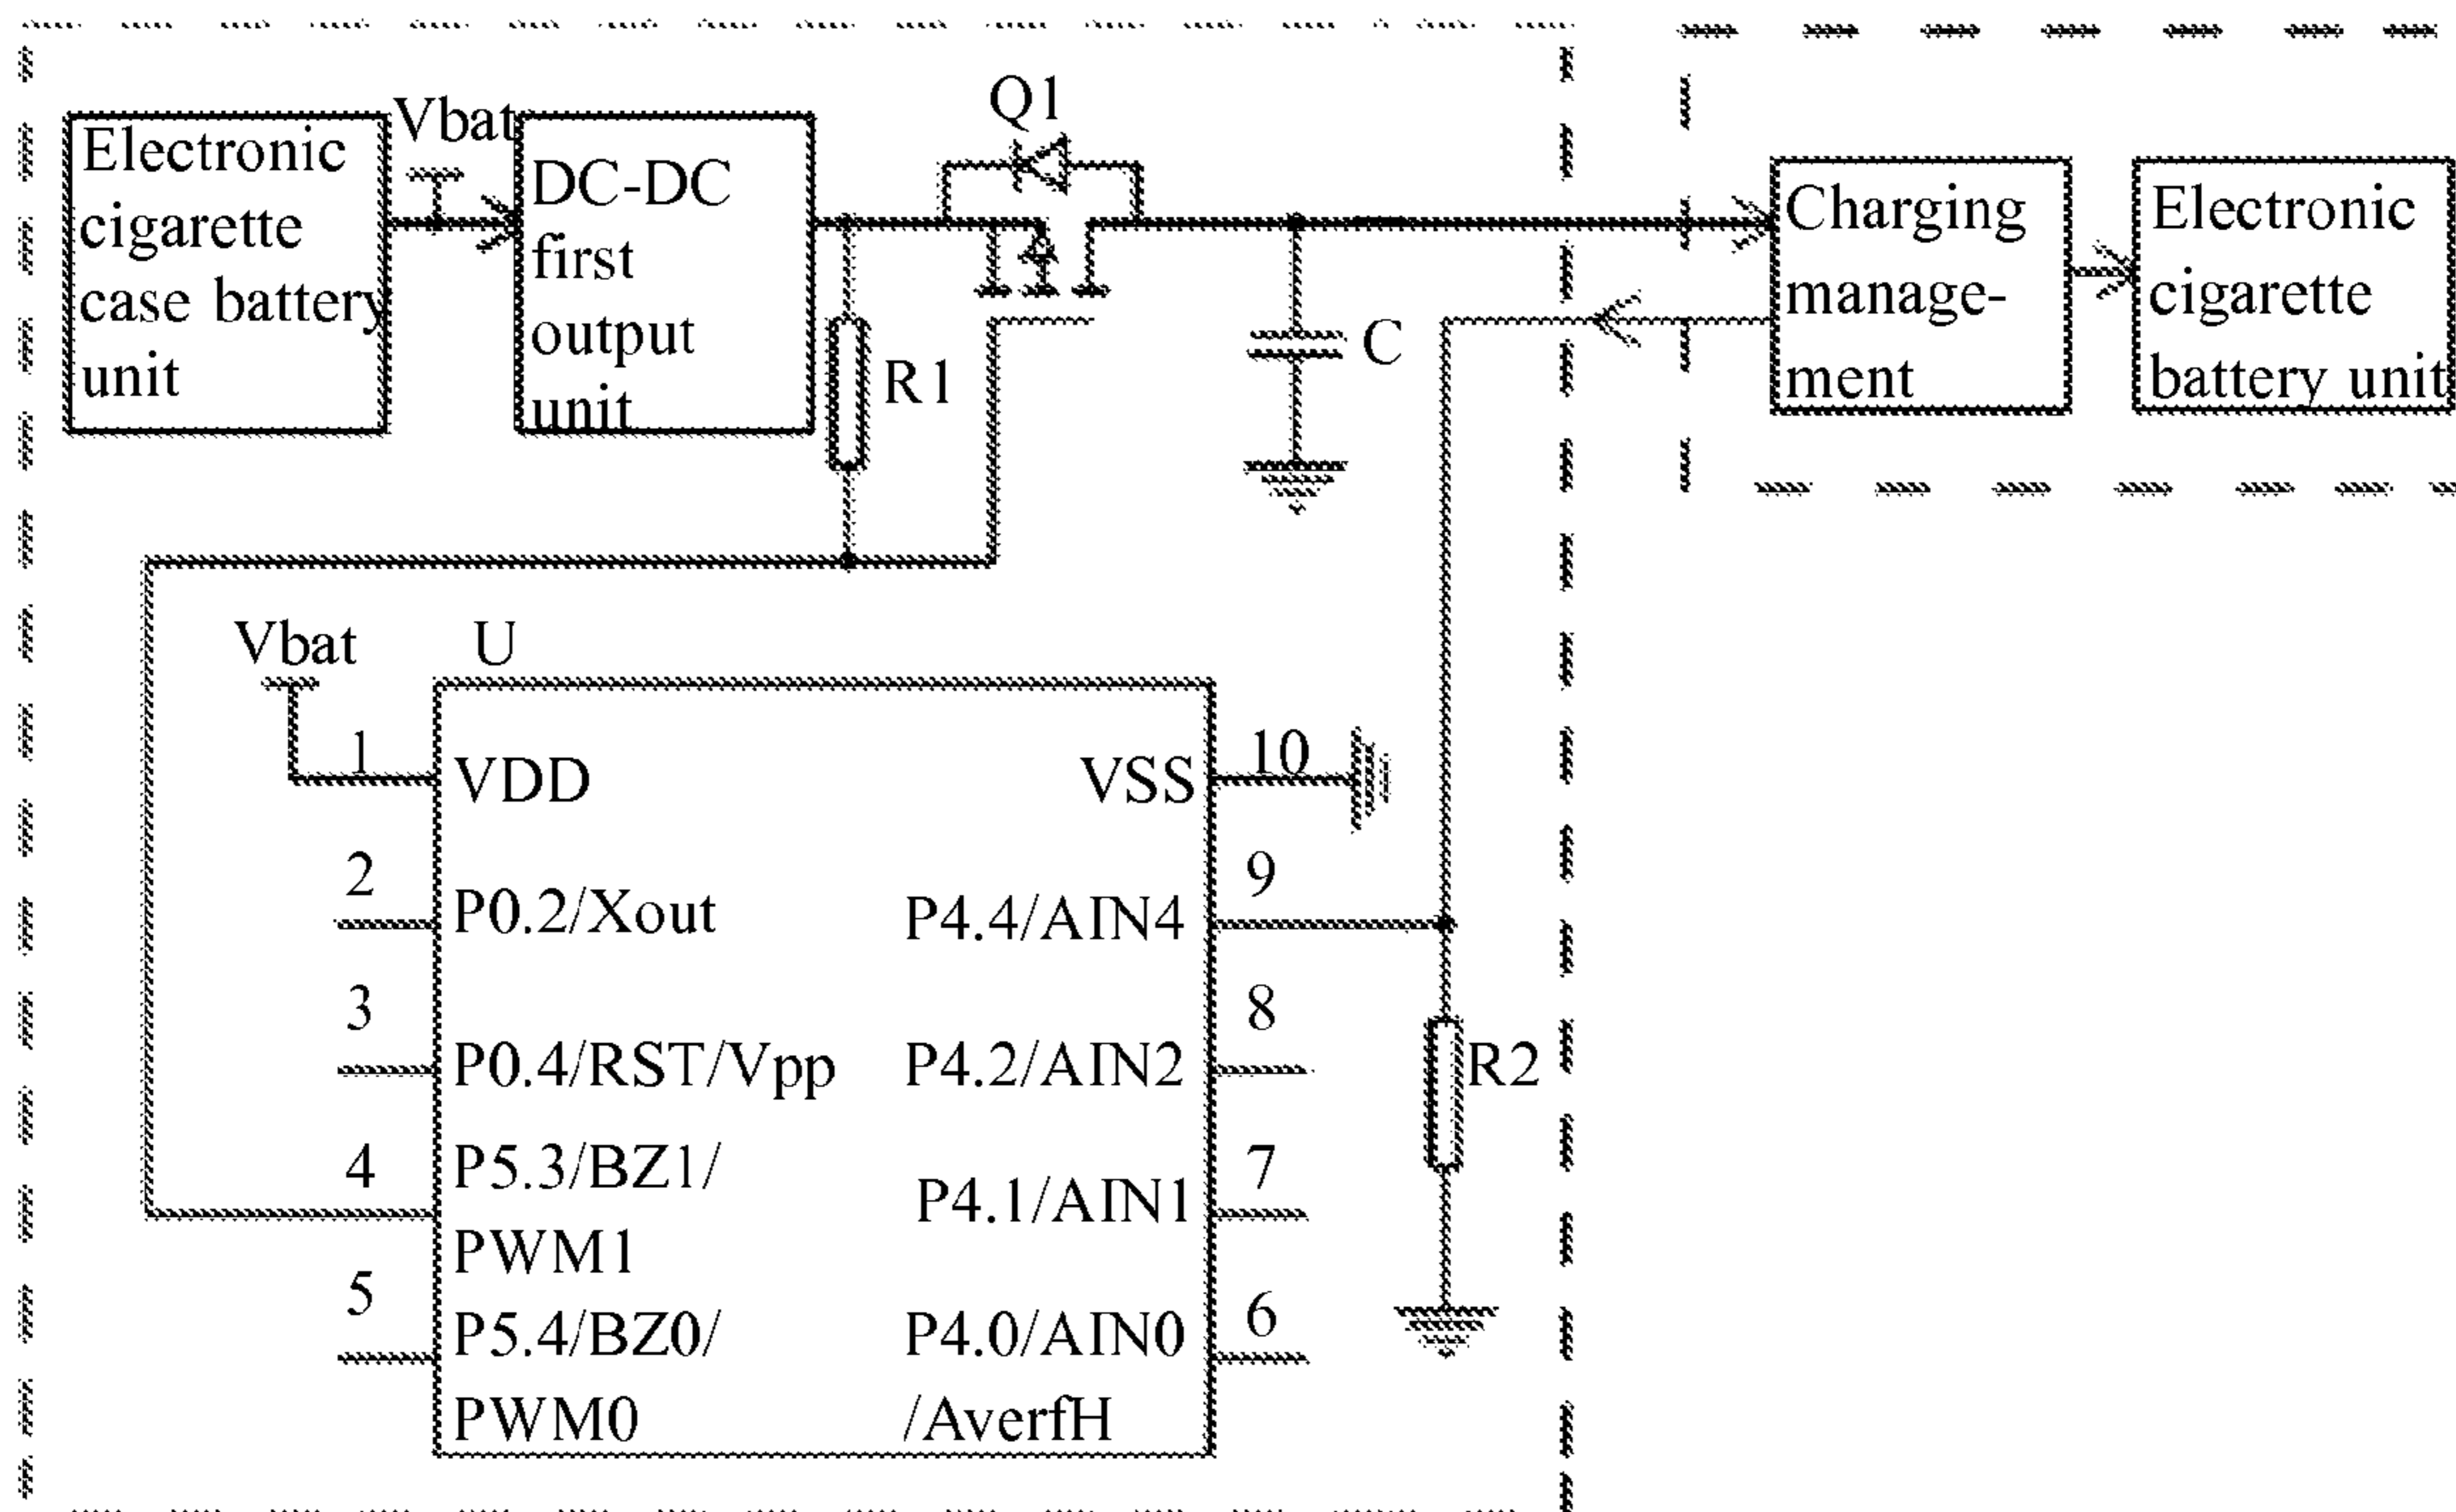 Electronic
cigarette
case battery
unit
Vbat
DC-DC
first
output
unit
Q1
R1
C
Charging
manage-
ment
Electronic
cigarette
battery unit
Vbat
U
1
VDD
VSS
10
2
P0.2/Xout
P4.4/AIN4
9
3
P0.4/RST/Vpp
P4.2/AIN2
8
R2
4
P5.3/BZ1/
PWM1
P4.1/AIN1
7
5
P5.4/BZ0/
PWM0
P4.0/AIN0
/AverfH
6